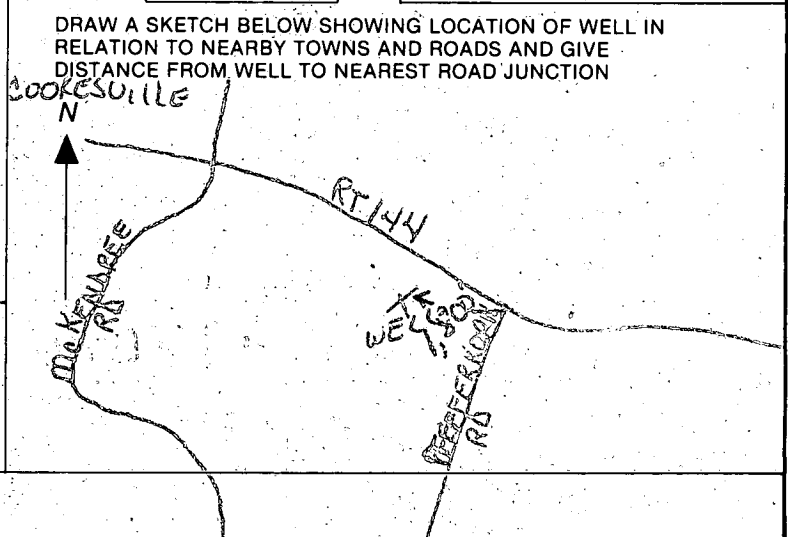 DRAW A SKETCH BELOW SHOWING LOCATION OF WELL IN
RELATION TO NEARBY TOWNS AND ROADS AND GIVE
DISTANCE FROM WELL TO NEAREST ROAD JUNCTION
COOKESVILLE
N
RT 144
McKENDREE
RD
WELL
800'
RD